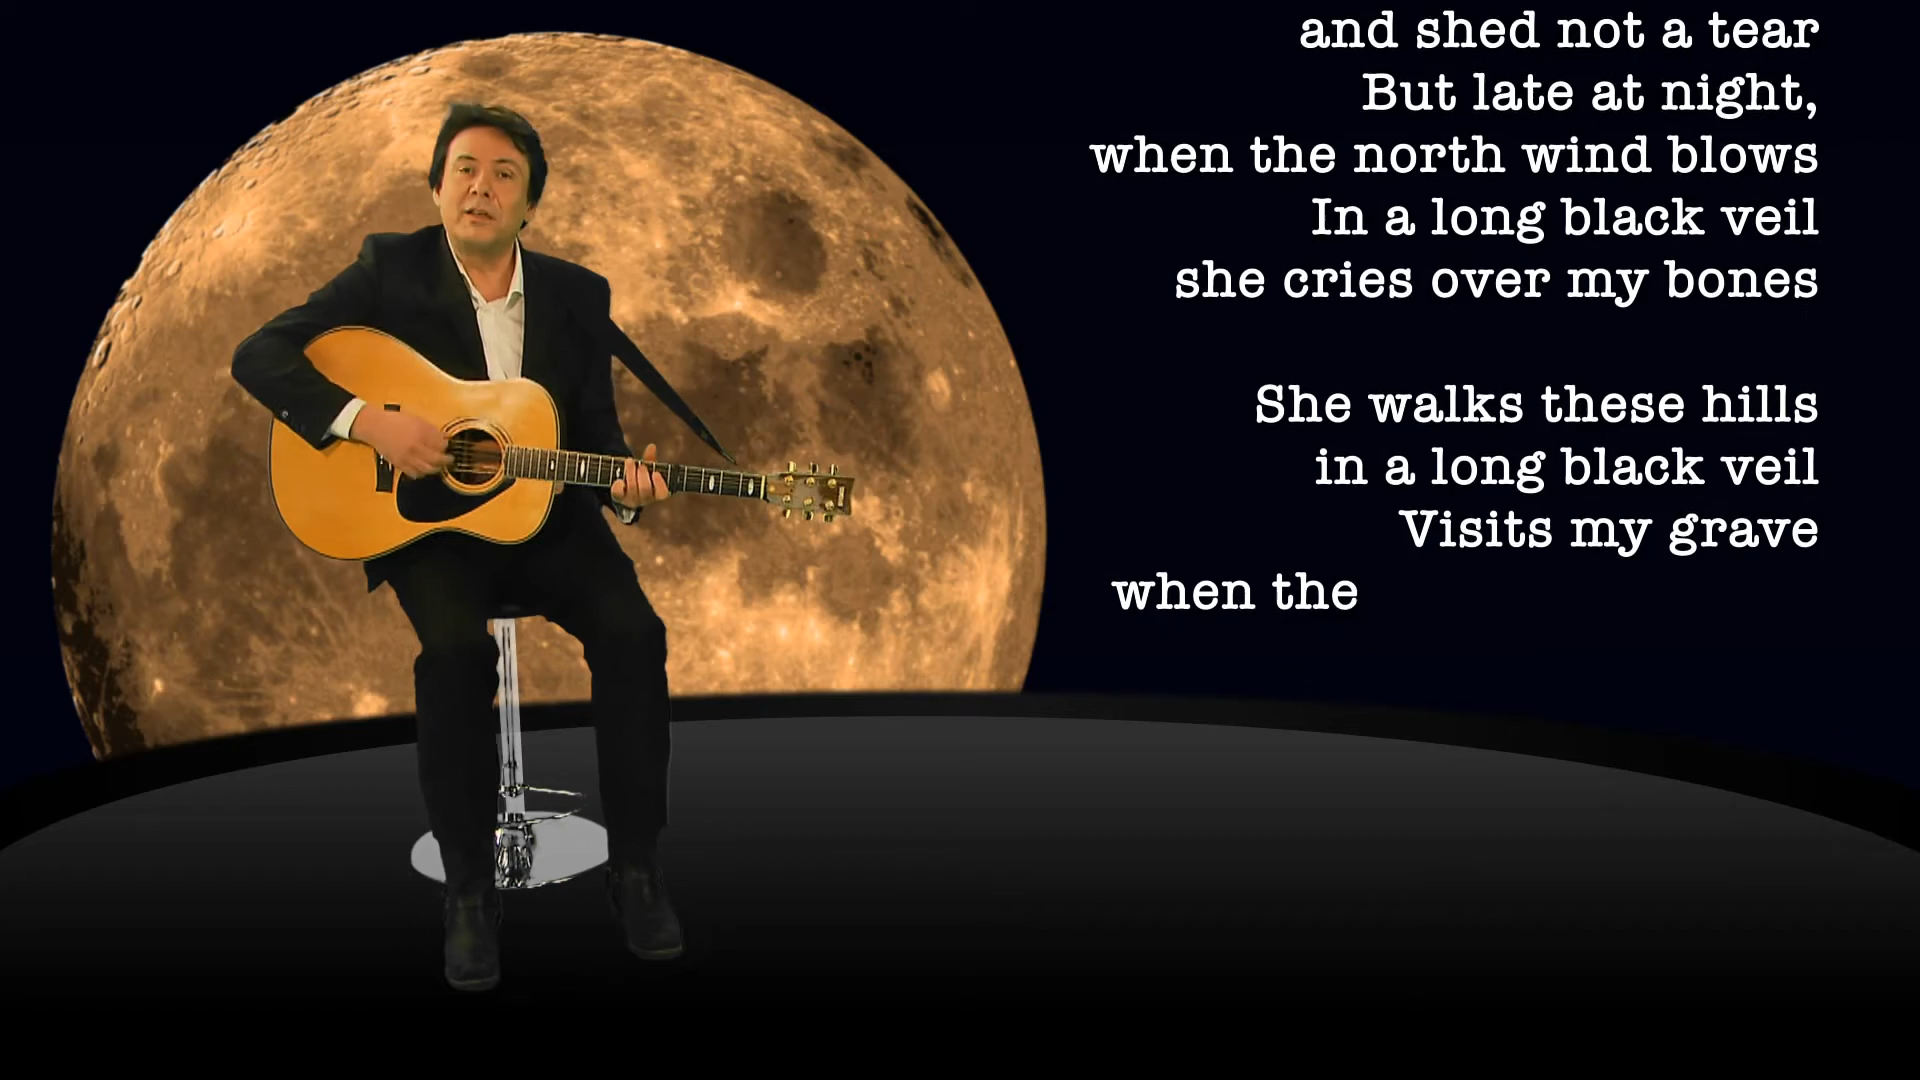 and shed not a tear
But late at night,
when the north wind blows
In a long black veil
she cries over my bones
She walks these hills
in a long black veil
Visits my grave
when the